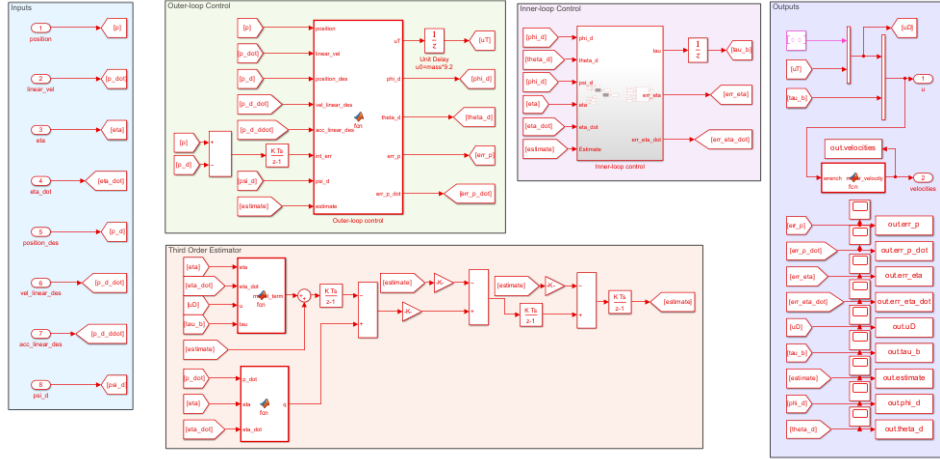 Inputs
1
position
[p]
2
linear_vel
[p_dot]
3
eta
[eta]
4
eta_dot
[eta_dot]
5
position_des
[p_d]
6
vel_linear_des
[p_d_dot]
7
acc_linear_des
[p_d_ddot]
8
psi_d
[psi_d]
Outer-loop Control
[p]
[p_dot]
[p_d]
[p_d_dot]
[p_d_ddot]
[p]
[p_d]
+
−
K Ts
z-1
[psi_d]
[estimate]
position
linear_vel
position_des
vel_linear_des
acc_linear_des
int_err
psi_d
estimate
fcn
uT
phi_d
theta_d
err_p
err_p_dot
Outer-loop control
1
z
Unit Delay
u0=mass*9.2
[uT]
[phi_d]
[theta_d]
[err_p]
[err_p_dot]
Inner-loop Control
[phi_d]
[theta_d]
[phi_d]
[eta]
[eta_dot]
[estimate]
phi_d
theta_d
psi_d
eta
eta_dot
Estimate
tau
err_eta
err_eta_dot
Inner-loop control
1
z
[tau_b]
[err_eta]
[err_eta_dot]
Third Order Estimator
[eta]
[eta_dot]
[uD]
[tau_b]
[estimate]
eta
eta_dot
u
tau
fcn
[p_dot]
[eta]
[eta_dot]
p_dot
eta
eta_dot
fcn
q
K Ts
z-1
−
+
[estimate]
-K-
-K-
−
+
K Ts
z-1
[estimate]
-K-
−
+
K Ts
z-1
[estimate]
Outputs
[uT]
[tau_b]
[uD]
1
u
out.velocities
fcn
2
velocities
[err_p]
out.err_p
[err_p_dot]
out.err_p_dot
[err_eta]
out.err_eta
[err_eta_dot]
out.err_eta_dot
[uD]
out.uD
[tau_b]
out.tau_b
[estimate]
out.estimate
[phi_d]
out.phi_d
[theta_d]
out.theta_d